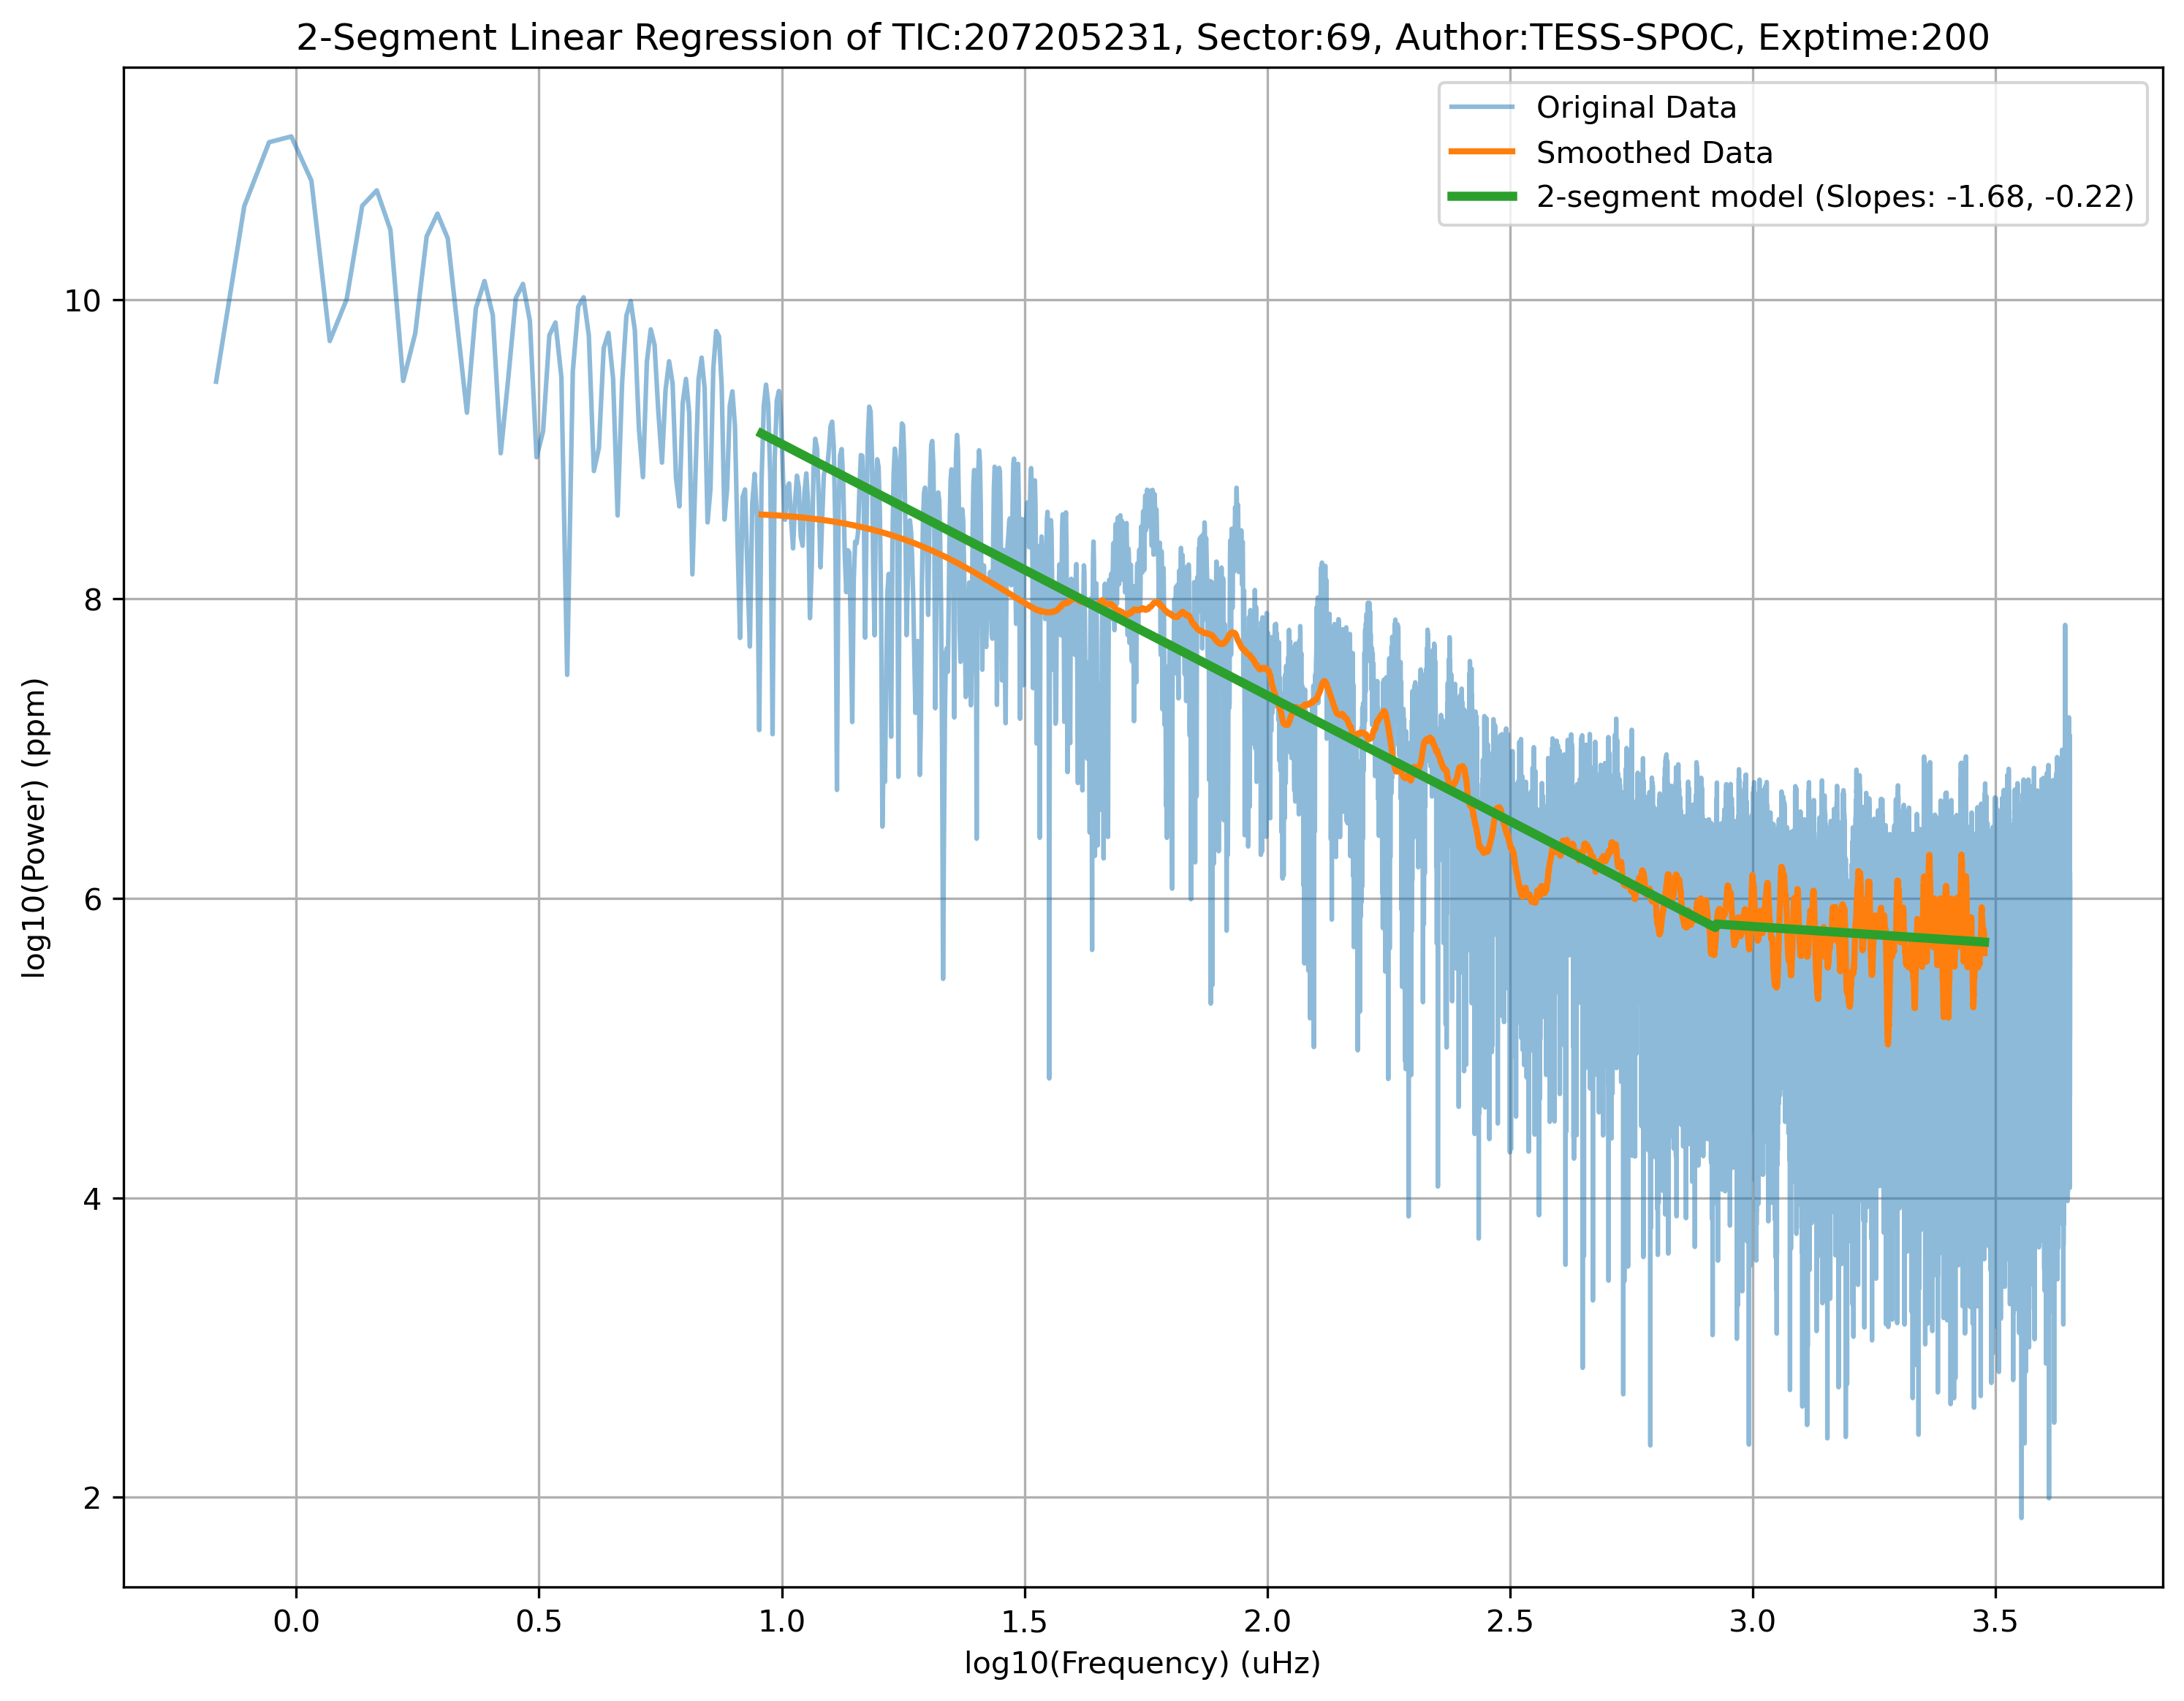 2-Segment Linear Regression of TIC:207205231, Sector:69, Author:TESS-SPOC, Exptime:200
Original Data
Smoothed Data
2-segment model (Slopes: -1.68, -0.22)
log10(Power) (ppm)
10
8
6
4
2
0.0 0.5 1.0 1.5 2.0 2.5 3.0 3.5
log10(Frequency) (uHz)